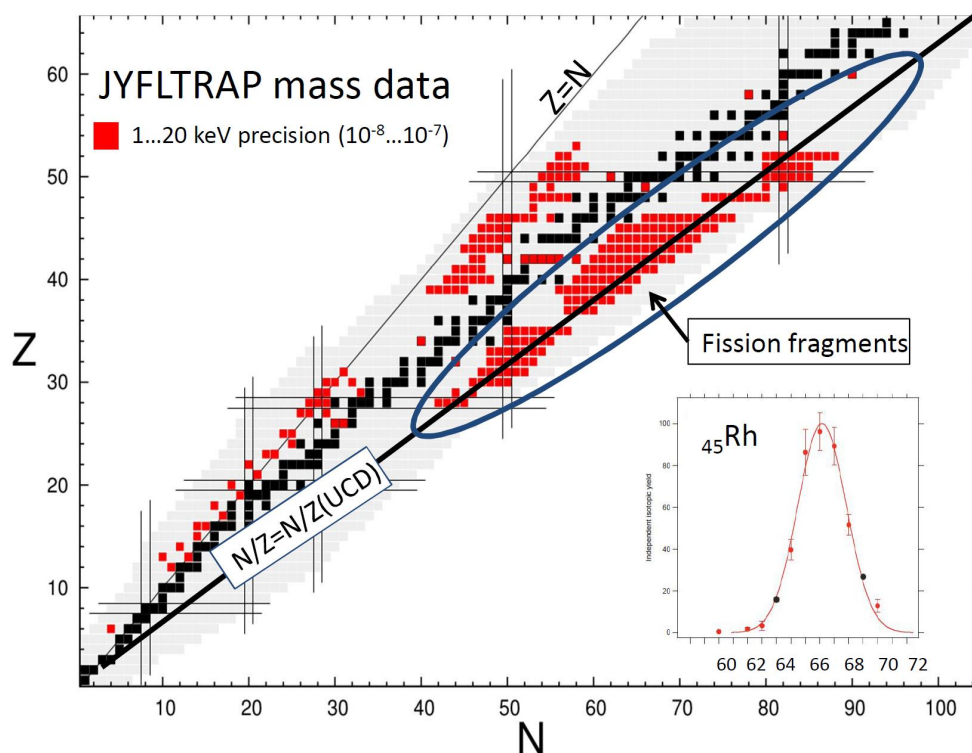 JYFLTRAP mass data
1...20 keV precision (10⁻⁸...10⁻⁷)
Z=N
60
50
40
Z
30
20
10
Fission fragments
N/Z=N/Z(UCD)
₄₅Rh
Independent isotopic yield
100
80
60
40
20
0
60 62 64 66 68 70 72
10 20 30 40 50 60 70 80 90 100
N